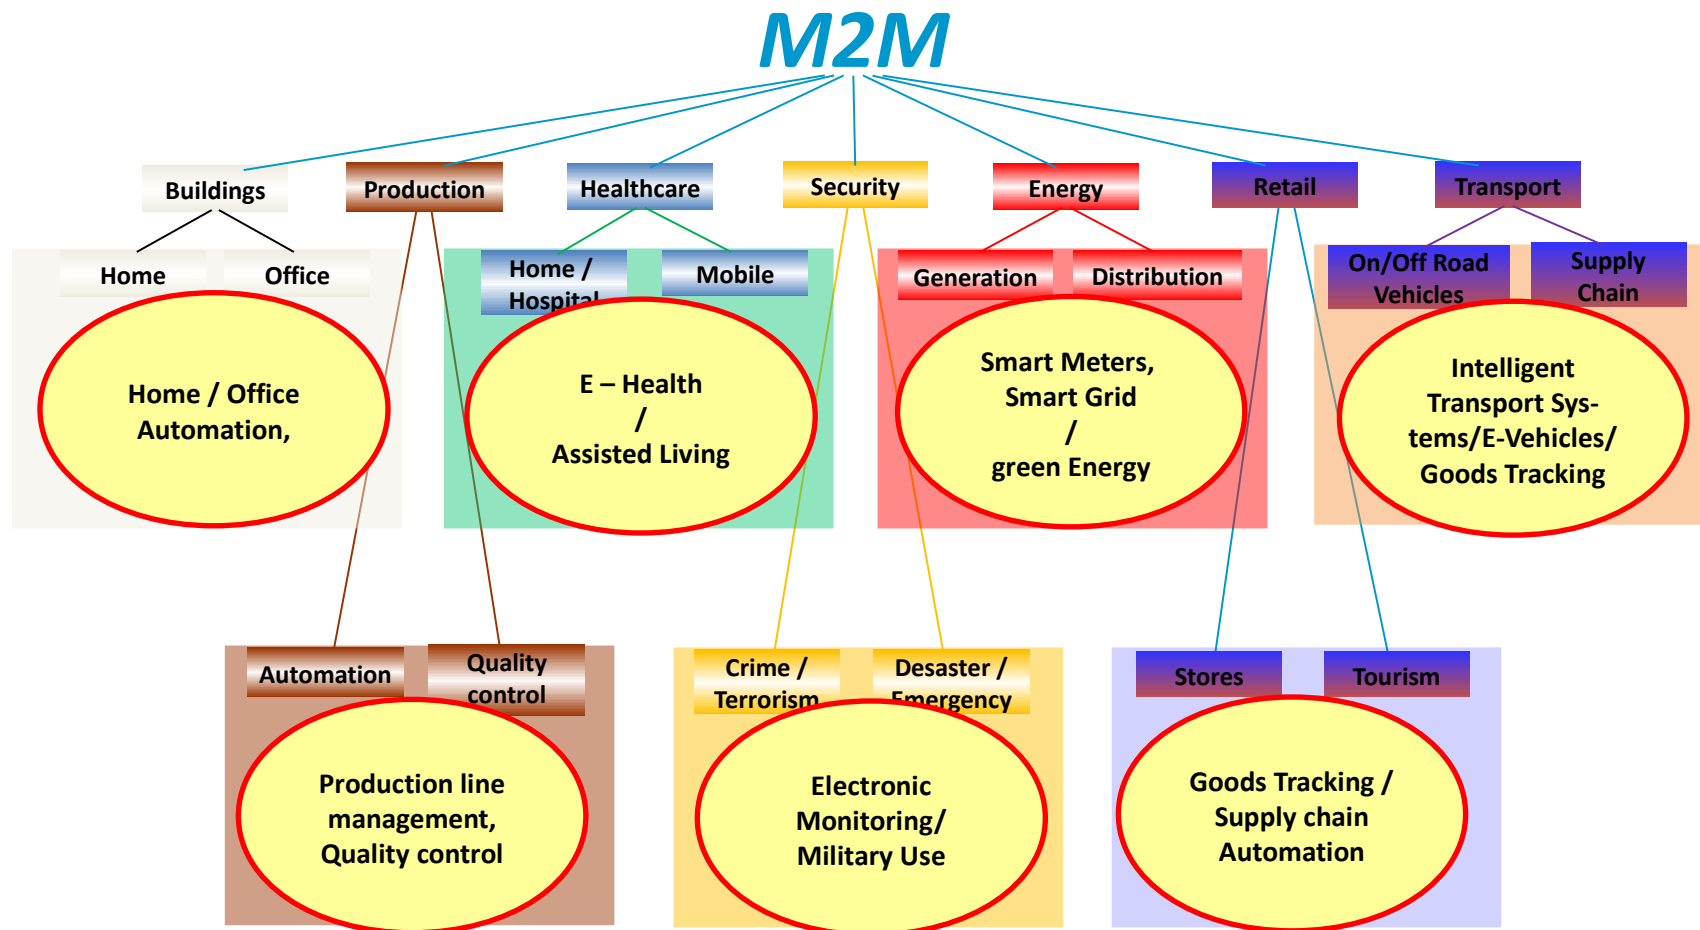 M2M
Buildings
Production
Healthcare
Security
Energy
Retail
Transport
Home
Office
Home /
Hospital
Mobile
Generation
Distribution
On/Off Road
Vehicles
Supply
Chain
Home / Office
Automation,
E – Health
/
Assisted Living
Smart Meters,
Smart Grid
/
green Energy
Intelligent
Transport Sys-
tems/E-Vehicles/
Goods Tracking
Automation
Quality
control
Crime /
Terrorism
Desaster /
Emergency
Stores
Tourism
Production line
management,
Quality control
Electronic
Monitoring/
Military Use
Goods Tracking /
Supply chain
Automation